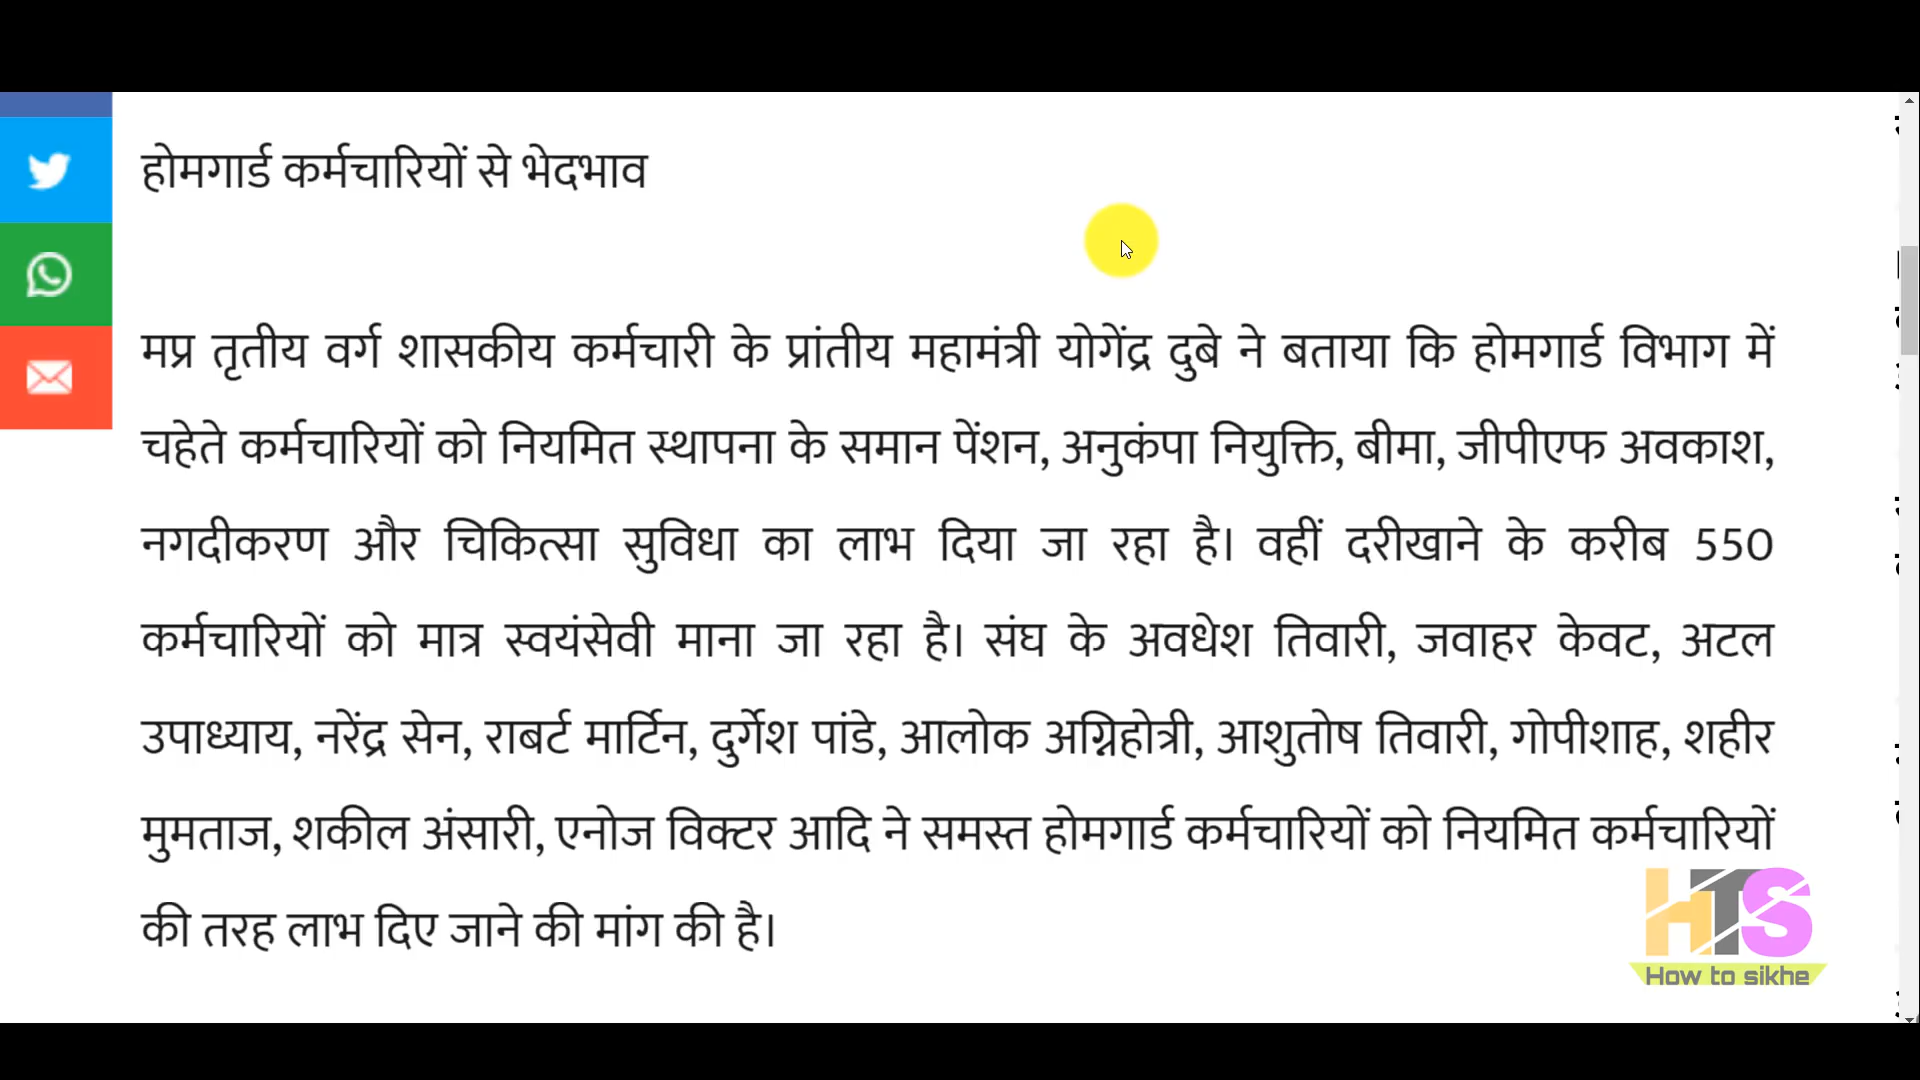 होमगार्ड कर्मचारियों से भेदभाव
मप्र तृतीय वर्ग शासकीय कर्मचारी के प्रांतीय महामंत्री योगेंद्र दुबे ने बताया कि होमगार्ड विभाग में
चहेते कर्मचारियों को नियमित स्थापना के समान पेंशन, अनुकंपा नियुक्ति, बीमा, जीपीएफ अवकाश,
नगदीकरण और चिकित्सा सुविधा का लाभ दिया जा रहा है। वहीं दरीखाने के करीब 550
कर्मचारियों को मात्र स्वयंसेवी माना जा रहा है। संघ के अवधेश तिवारी, जवाहर केवट, अटल
उपाध्याय, नरेंद्र सेन, राबर्ट मार्टिन, दुर्गेश पांडे, आलोक अग्निहोत्री, आशुतोष तिवारी, गोपीशाह, शहीर
मुमताज, शकील अंसारी, एनोज विक्टर आदि ने समस्त होमगार्ड कर्मचारियों को नियमित कर्मचारियों
की तरह लाभ दिए जाने की मांग की है।
HTS
How to sikhe